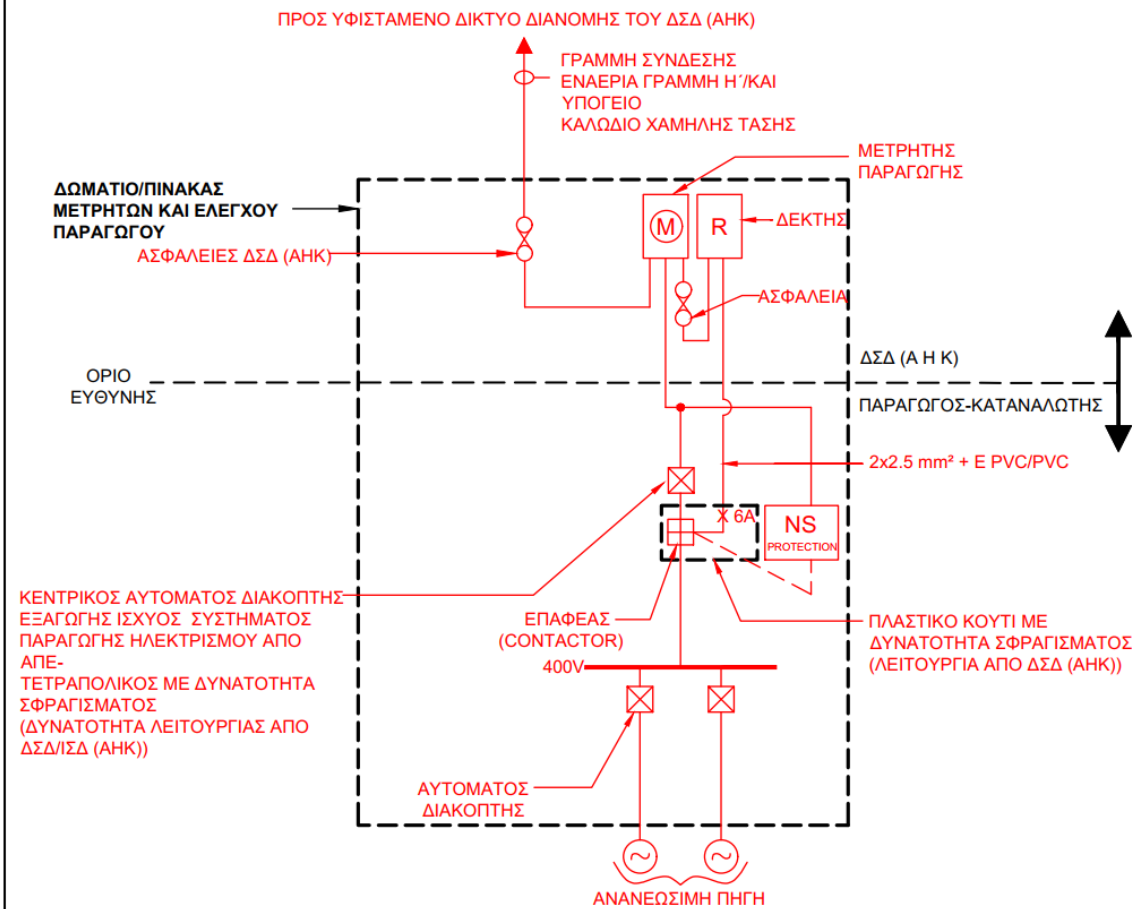 ΠΡΟΣ ΥΦΙΣΤΑΜΕΝΟ ΔΙΚΤΥΟ ΔΙΑΝΟΜΗΣ ΤΟΥ ΔΣΔ (ΑΗΚ)
ΓΡΑΜΜΗ ΣΥΝΔΕΣΗΣ
ΕΝΑΕΡΙΑ ΓΡΑΜΜΗ Η΄/ΚΑΙ
ΥΠΟΓΕΙΟ
ΚΑΛΩΔΙΟ ΧΑΜΗΛΗΣ ΤΑΣΗΣ
ΜΕΤΡΗΤΗΣ
ΠΑΡΑΓΩΓΗΣ
ΔΩΜΑΤΙΟ/ΠΙΝΑΚΑΣ
ΜΕΤΡΗΤΩΝ ΚΑΙ ΕΛΕΓΧΟΥ
ΠΑΡΑΓΩΓΟΥ
M
R
ΔΕΚΤΗΣ
ΑΣΦΑΛΕΙΕΣ ΔΣΔ (ΑΗΚ)
ΑΣΦΑΛΕΙΑ
ΟΡΙΟ
ΕΥΘΥΝΗΣ
ΔΣΔ (Α Η Κ)
ΠΑΡΑΓΩΓΟΣ-ΚΑΤΑΝΑΛΩΤΗΣ
2x2.5 mm² + E PVC/PVC
X 6A
NS
PROTECTION
ΚΕΝΤΡΙΚΟΣ ΑΥΤΟΜΑΤΟΣ ΔΙΑΚΟΠΤΗΣ
ΕΞΑΓΩΓΗΣ ΙΣΧΥΟΣ ΣΥΣΤΗΜΑΤΟΣ
ΠΑΡΑΓΩΓΗΣ ΗΛΕΚΤΡΙΣΜΟΥ ΑΠΟ
ΑΠΕ-
ΤΕΤΡΑΠΟΛΙΚΟΣ ΜΕ ΔΥΝΑΤΟΤΗΤΑ
ΣΦΡΑΓΙΣΜΑΤΟΣ
(ΔΥΝΑΤΟΤΗΤΑ ΛΕΙΤΟΥΡΓΙΑΣ ΑΠΟ
ΔΣΔ/ΙΣΔ (ΑΗΚ))
ΕΠΑΦΕΑΣ
(CONTACTOR)
400V
ΠΛΑΣΤΙΚΟ ΚΟΥΤΙ ΜΕ
ΔΥΝΑΤΟΤΗΤΑ ΣΦΡΑΓΙΣΜΑΤΟΣ
(ΛΕΙΤΟΥΡΓΙΑ ΑΠΟ ΔΣΔ (ΑΗΚ))
ΑΥΤΟΜΑΤΟΣ
ΔΙΑΚΟΠΤΗΣ
ΑΝΑΝΕΩΣΙΜΗ ΠΗΓΗ